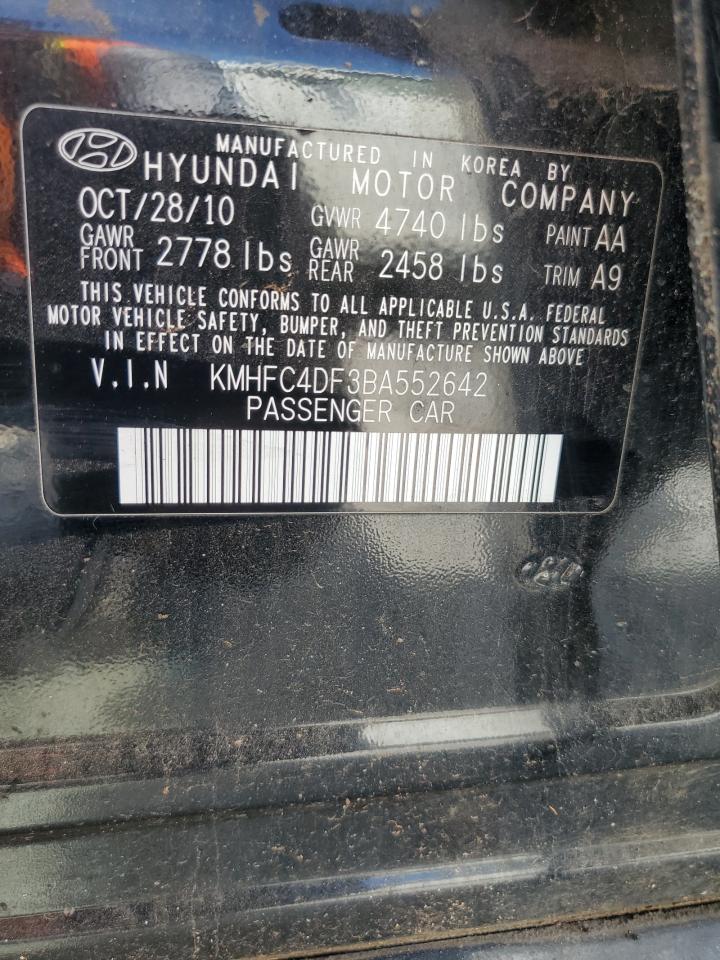 MANUFACTURED IN KOREA BY
HYUNDAI MOTOR COMPANY
OCT/28/10 GVWR 4740 lbs PAINT AA
GAWR FRONT 2778 lbs GAWR REAR 2458 lbs TRIM A9
THIS VEHICLE CONFORMS TO ALL APPLICABLE U.S.A. FEDERAL
MOTOR VEHICLE SAFETY, BUMPER, AND THEFT PREVENTION STANDARDS
IN EFFECT ON THE DATE OF MANUFACTURE SHOWN ABOVE
V.I.N KMHFC4DF3BA552642
PASSENGER CAR